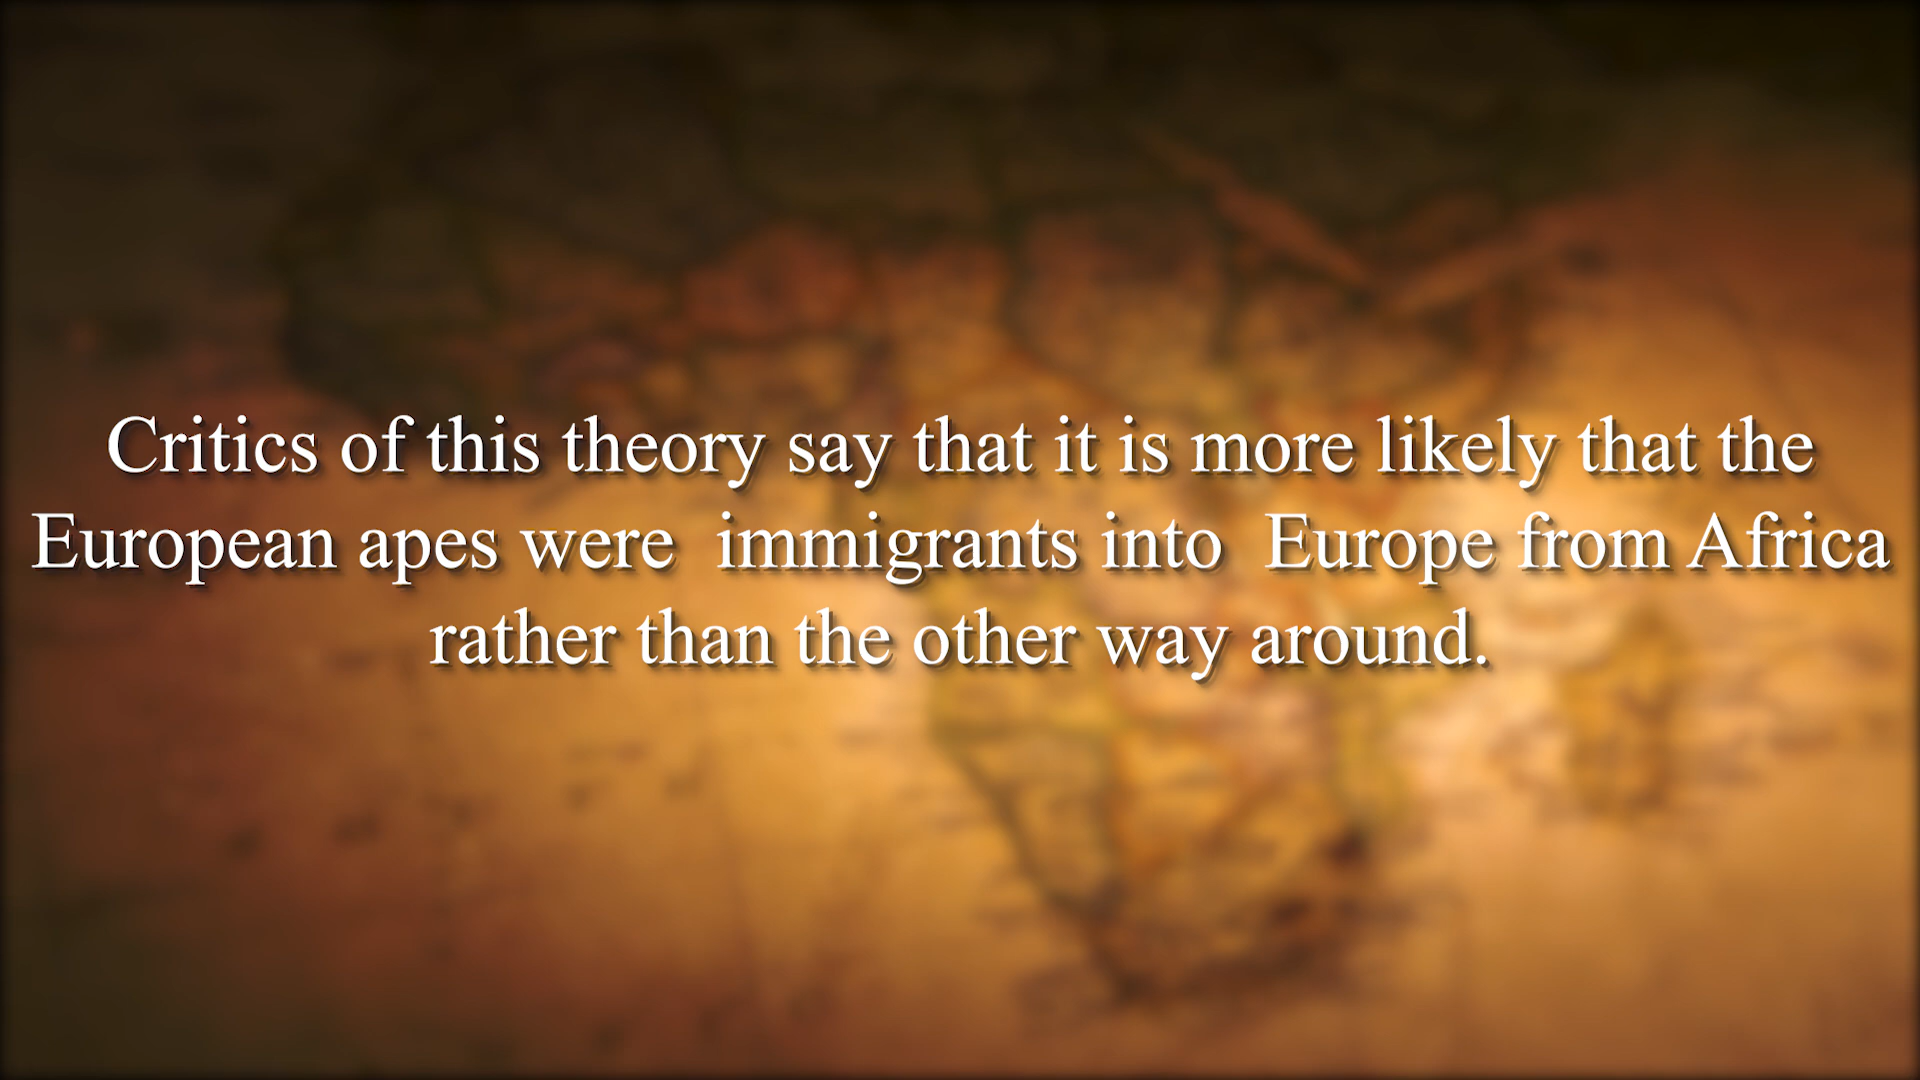 Critics of this theory say that it is more likely that the
European apes were  immigrants into  Europe from Africa
rather than the other way around.